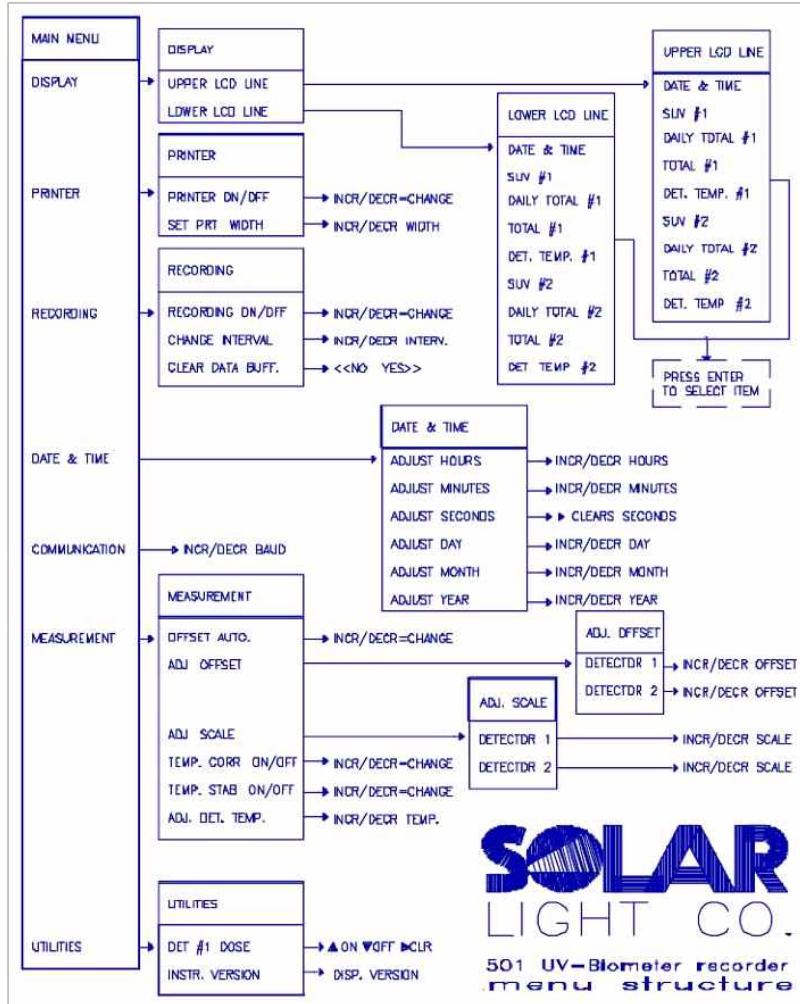 MAIN MENU
DISPLAY
PRINTER
RECORDING
DATE & TIME
COMMUNICATION
MEASUREMENT
UTILITIES
DISPLAY
UPPER LCD LINE
LOWER LCD LINE
PRINTER
PRINTER ON/OFF
INCR/DECR=CHANGE
SET PRT WIDTH
INCR/DECR WIDTH
RECORDING
RECORDING ON/OFF
INCR/DECR=CHANGE
CHANGE INTERVAL
INCR/DECR INTERV.
CLEAR DATA BUFF.
<<NO YES>>
LOWER LCD LINE
DATE & TIME
SUV #1
DAILY TOTAL #1
TOTAL #1
DET. TEMP. #1
SUV #2
DAILY TOTAL #2
TOTAL #2
DET TEMP #2
UPPER LCD LINE
DATE & TIME
SUV #1
DAILY TOTAL #1
TOTAL #1
DET. TEMP. #1
SUV #2
DAILY TOTAL #2
TOTAL #2
DET. TEMP #2
PRESS ENTER
TO SELECT ITEM
DATE & TIME
ADJUST HOURS
INCR/DECR HOURS
ADJUST MINUTES
INCR/DECR MINUTES
ADJUST SECONDS
CLEARS SECONDS
ADJUST DAY
INCR/DECR DAY
ADJUST MONTH
INCR/DECR MONTH
ADJUST YEAR
INCR/DECR YEAR
INCR/DECR BAUD
MEASUREMENT
OFFSET AUTO.
INCR/DECR=CHANGE
ADJ OFFSET
ADJ SCALE
TEMP. CORR ON/OFF
INCR/DECR=CHANGE
TEMP. STAB ON/OFF
INCR/DECR=CHANGE
ADJ. DET. TEMP.
INCR/DECR TEMP.
ADJ. OFFSET
DETECTOR 1
INCR/DECR OFFSET
DETECTOR 2
INCR/DECR OFFSET
ADJ. SCALE
DETECTOR 1
INCR/DECR SCALE
DETECTOR 2
INCR/DECR SCALE
UTILITIES
DET #1 DOSE
▲ON ▼OFF ►CLR
INSTR. VERSION
DISP. VERSION
SOLAR
LIGHT CO.
501 UV-Biometer recorder
menu structure